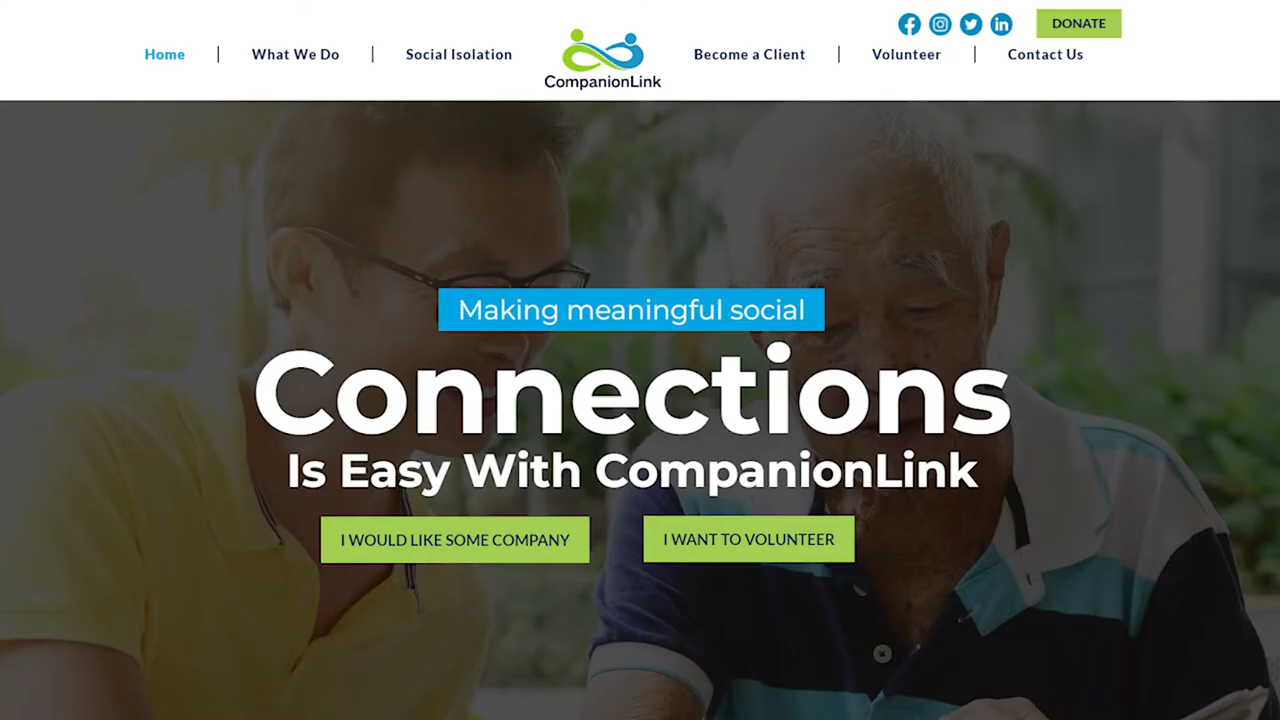 DONATE
Home
What We Do
Social Isolation
CompanionLink
Become a Client
Volunteer
Contact Us
Making meaningful social
Connections
Is Easy With CompanionLink
I WOULD LIKE SOME COMPANY
I WANT TO VOLUNTEER